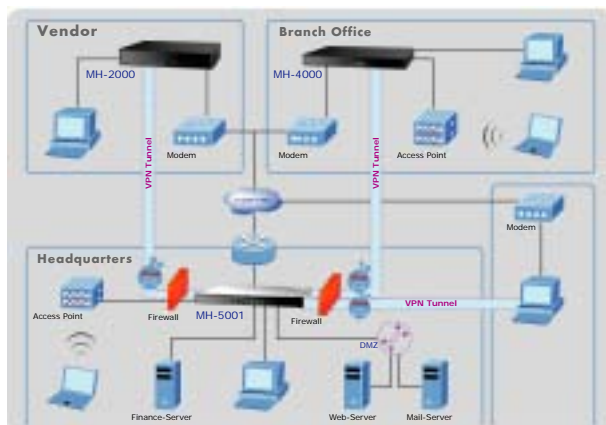 Vendor
MH-2000
Modem
VPN Tunnel
Branch Office
MH-4000
Modem
Access Point
VPN Tunnel
Modem
Headquarters
Access Point
Firewall
MH-5001
Firewall
VPN Tunnel
DMZ
Finance-Server
Web-Server
Mail-Server